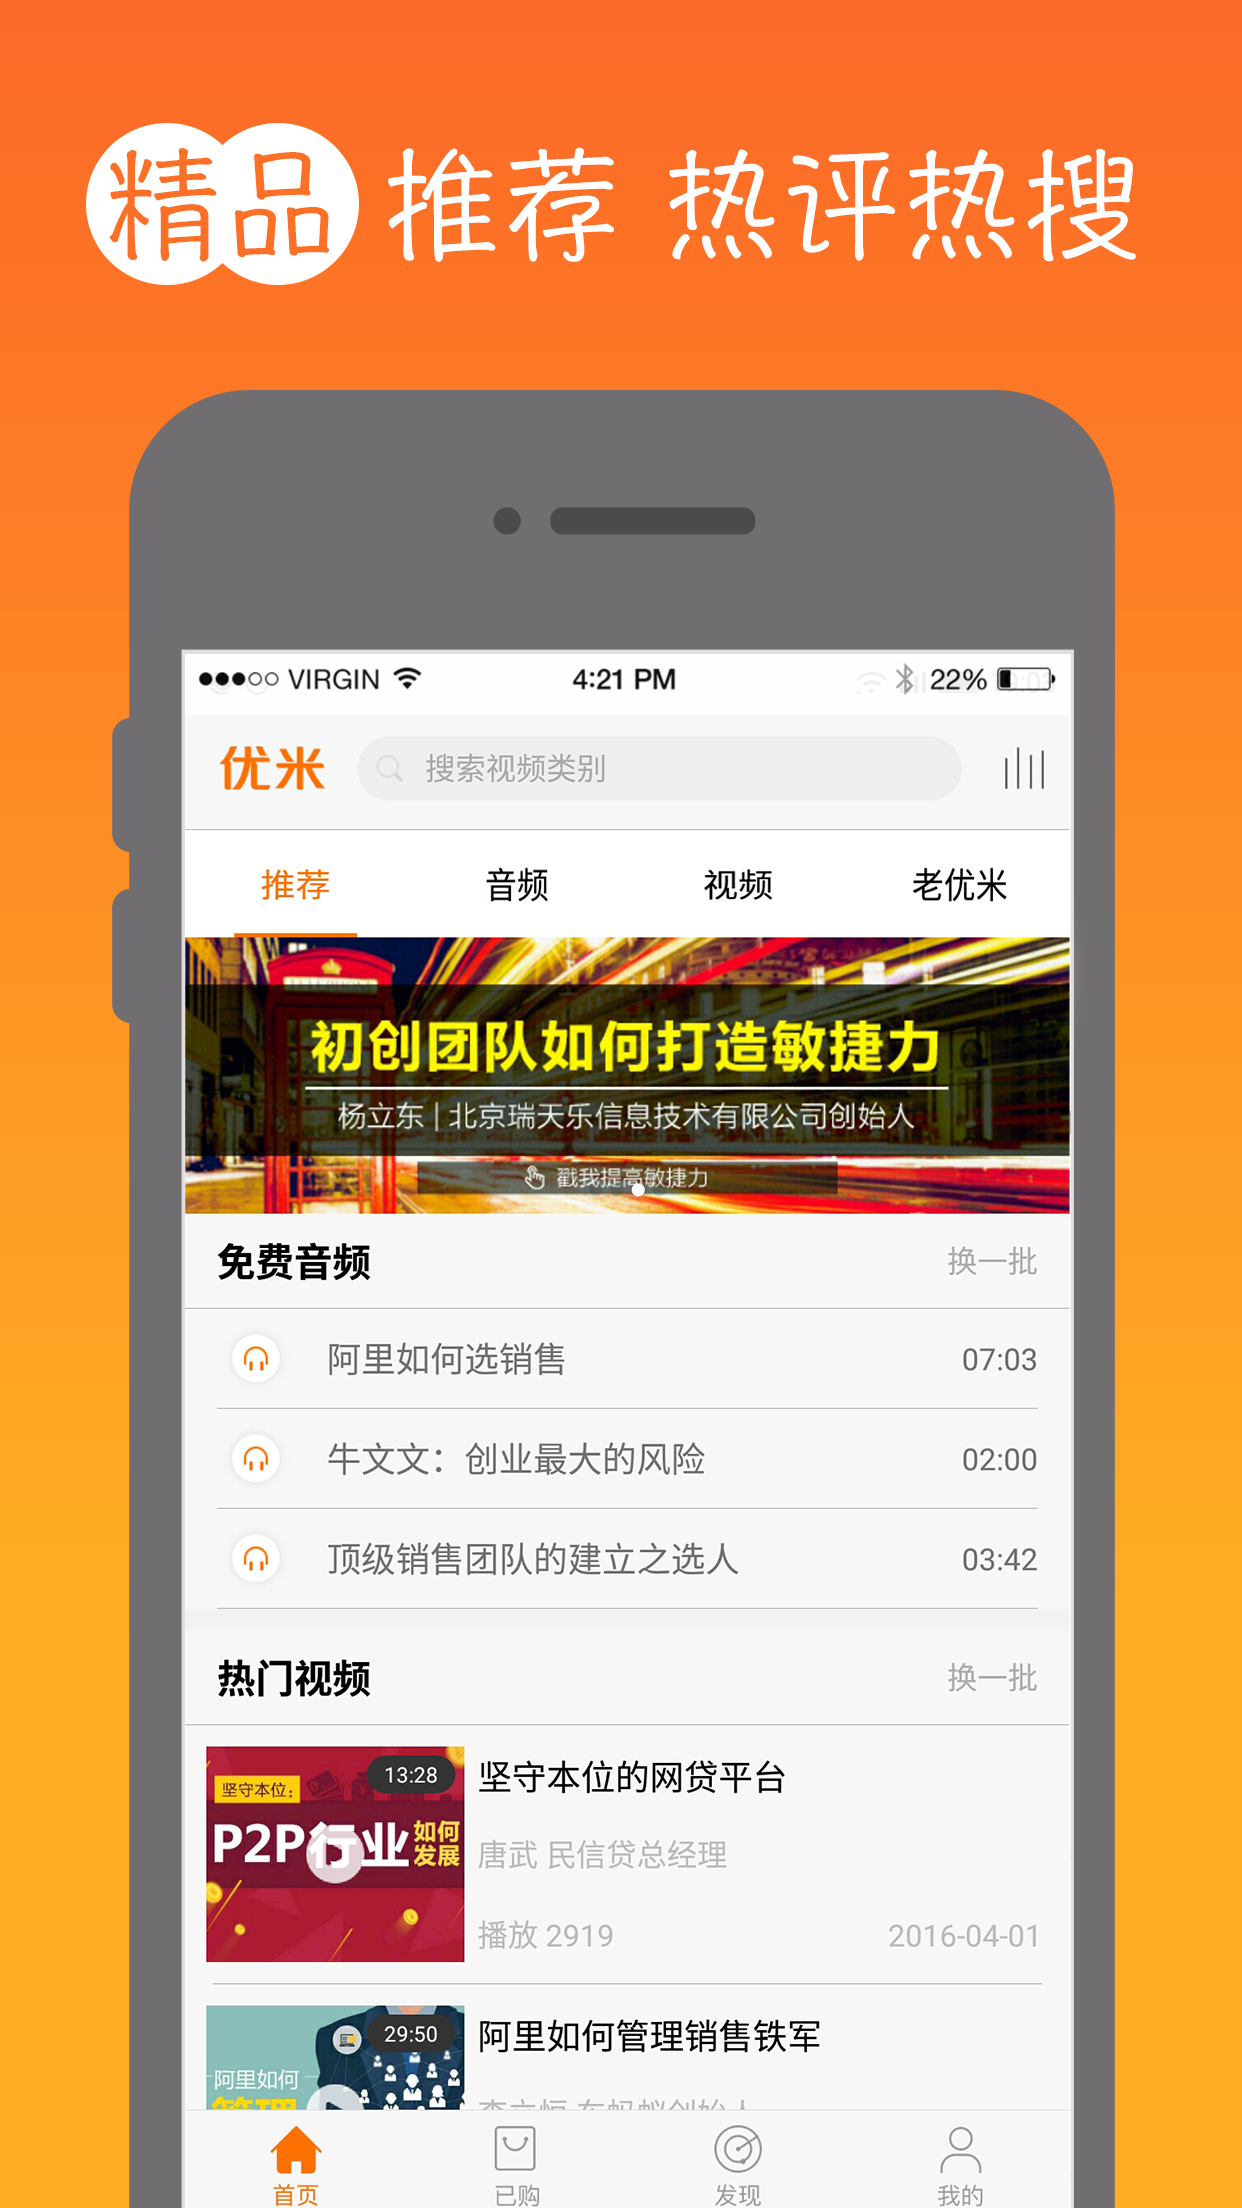 精品推荐 热评热搜
VIRGIN 4:21 PM 22%
优米 搜索视频类别
推荐 音频 视频 老优米
初创团队如何打造敏捷力
杨立东 | 北京瑞天乐信息技术有限公司创始人
戳我提高敏捷力
免费音频 换一批
阿里如何选销售 07:03
牛文文：创业最大的风险 02:00
顶级销售团队的建立之选人 03:42
热门视频 换一批
13:28
坚守本位：
P2P行业如何发展
坚守本位的网贷平台
唐武 民信贷总经理
播放 2919 2016-04-01
29:50
阿里如何
管理
阿里如何管理销售铁军
首页 已购 发现 我的